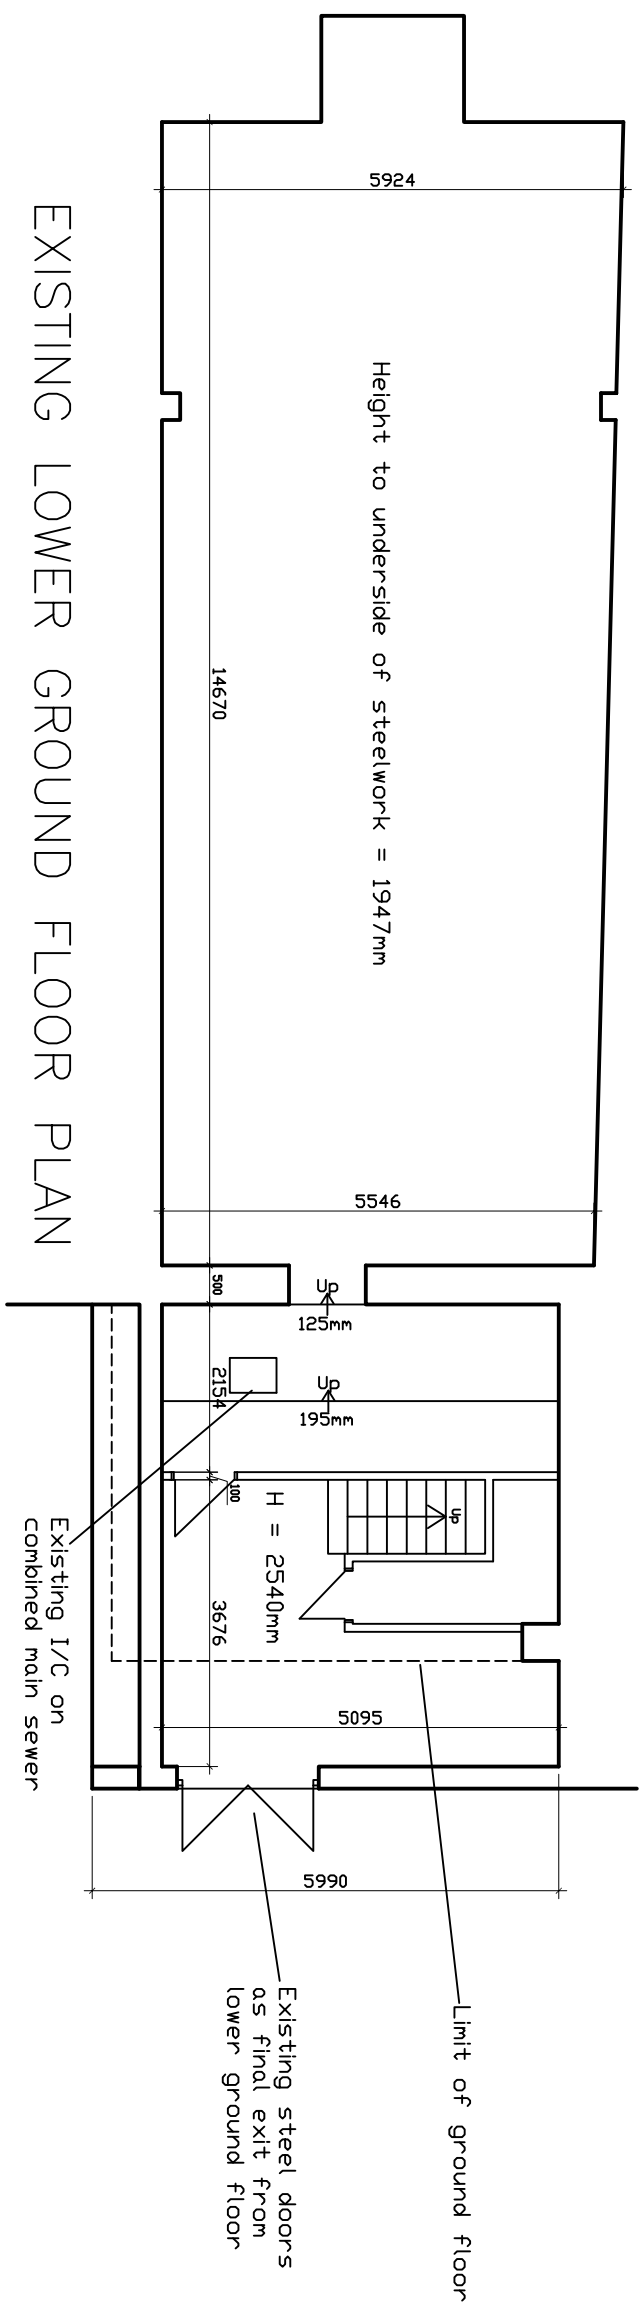 5924
Height to underside of steelwork = 1947mm
14670
5546
500
Up
125mm
2154
Up
195mm
100
H = 2540mm
Up
3676
5095
5990
Existing I/C on
combined main sewer
Limit of ground floor
Existing steel doors
as final exit from
lower ground floor
EXISTING LOWER GROUND FLOOR PLAN